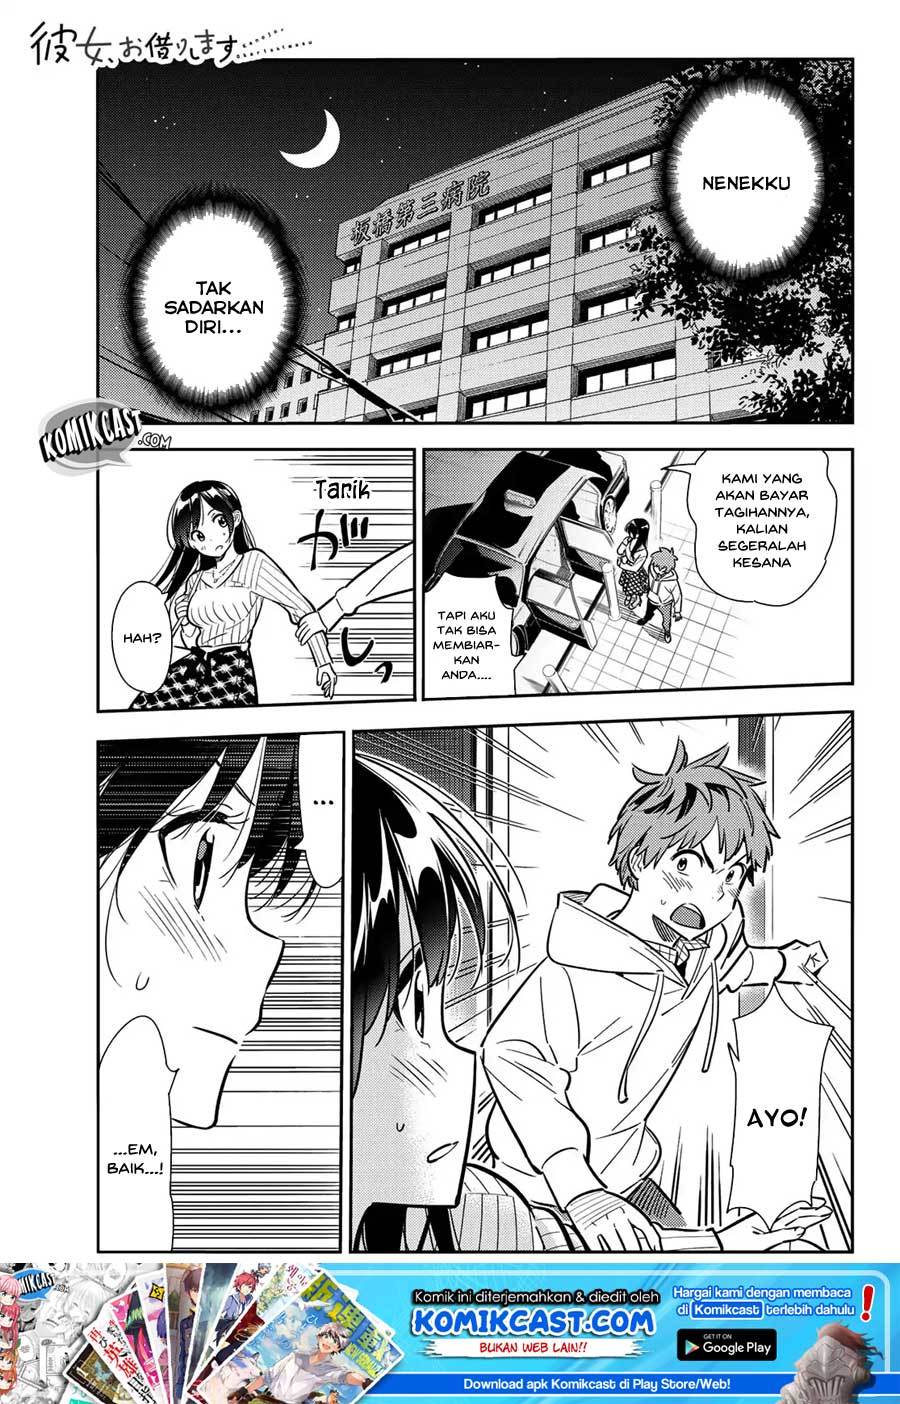 彼女、お借りします
NENEKKU
板橋第三病院
TAK
SADARKAN
DIRI...
KOMIKCAST
.COM
KAMI YANG
AKAN BAYAR
TAGIHANNYA,
KALIAN
SEGERALAH
KESANA
TAPI AKU
TAK BISA
MEMBIAR-
KAN
ANDA....
Tarik
ガ
HAH?
っ
AYO!
...
...EM,
BAIK...!
KOMIKCAST
Komik ini diterjemahkan & diedit oleh
KOMIKCAST.COM
BUKAN WEB LAIN!!
Hargai kami dengan membaca
di Komikcast terlebih dahulu
!
GET IT ON
Google Play
Download apk Komikcast di Play Store/Web!